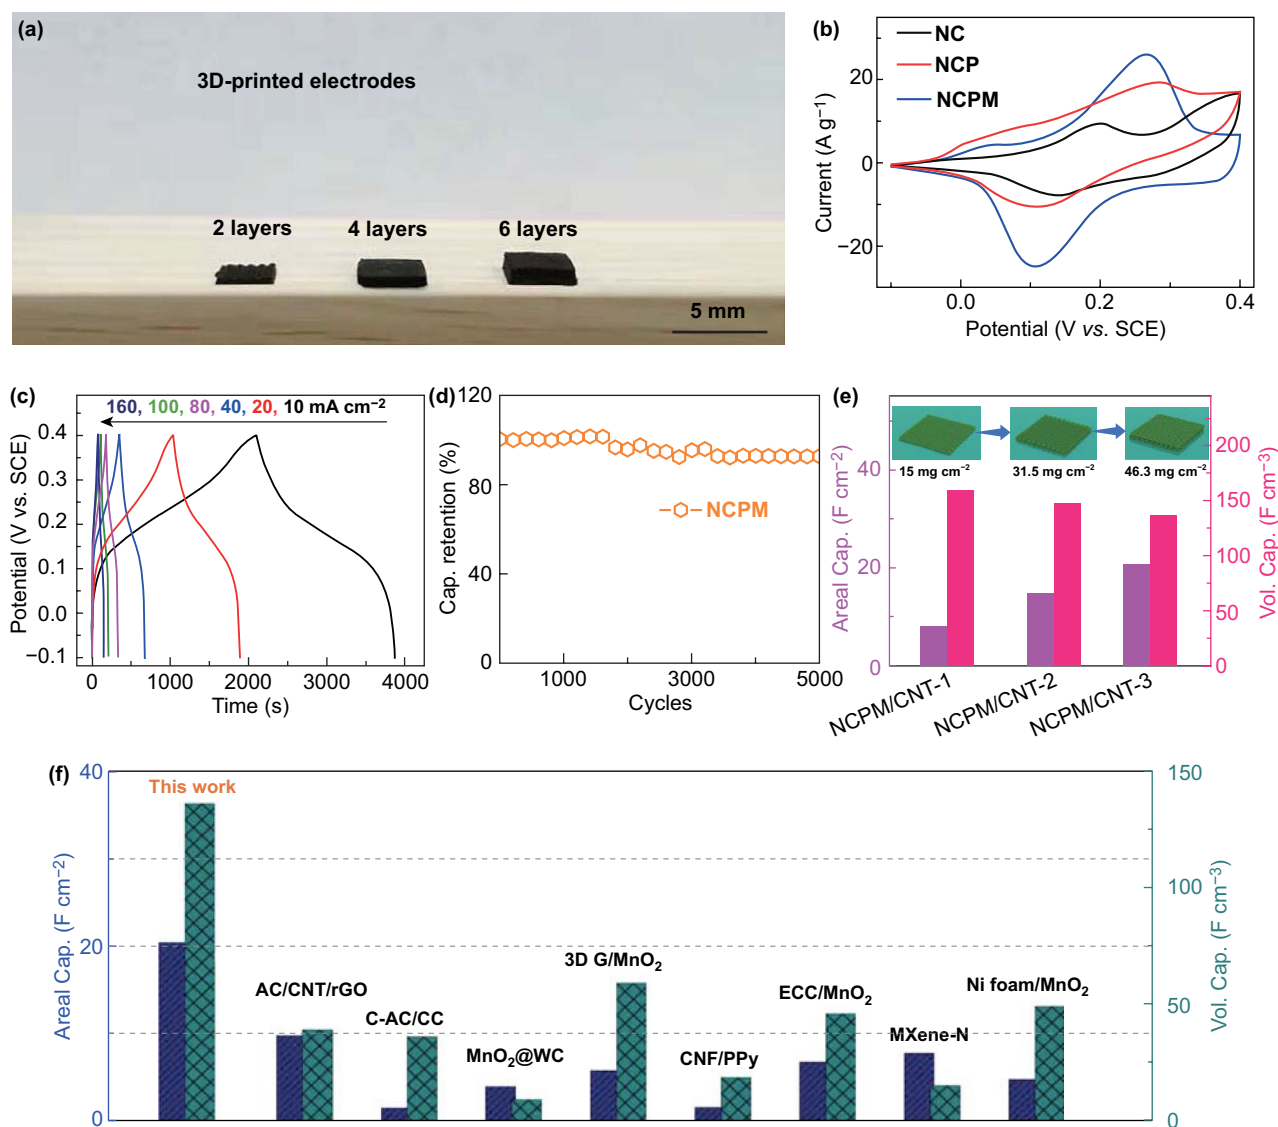 (a)
3D-printed electrodes
2 layers
4 layers
6 layers
5 mm
(b)
NC
NCP
NCPM
20
0
−20
Current (A g⁻¹)
0.0
0.2
0.4
Potential (V vs. SCE)
(c)
160, 100, 80, 40, 20, 10 mA cm⁻²
0.4
0.3
0.2
0.1
0.0
−0.1
Potential (V vs. SCE)
0
1000
2000
3000
4000
Time (s)
(d)
120
80
40
0
Cap. retention (%)
NCPM
1000
3000
5000
Cycles
(e)
15 mg cm⁻²
31.5 mg cm⁻²
46.3 mg cm⁻²
40
20
0
Areal Cap. (F cm⁻²)
200
150
100
50
0
Vol. Cap. (F cm⁻³)
NCPM/CNT-1
NCPM/CNT-2
NCPM/CNT-3
(f)
40
20
0
Areal Cap. (F cm⁻²)
This work
AC/CNT/rGO
C-AC/CC
MnO₂@WC
3D G/MnO₂
CNF/PPy
ECC/MnO₂
MXene-N
Ni foam/MnO₂
150
100
50
0
Vol. Cap. (F cm⁻³)